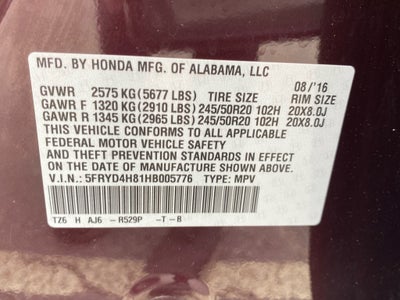 MFD. BY HONDA MFG. OF ALABAMA, LLC
GVWR 2575 KG (5677 LBS) TIRE SIZE 08/'16 RIM SIZE
GAWR F 1320 KG (2910 LBS) 245/50R20 102H 20X8.0J
GAWR R 1345 KG (2965 LBS) 245/50R20 102H 20X8.0J
THIS VEHICLE CONFORMS TO ALL APPLICABLE
FEDERAL MOTOR VEHICLE SAFETY
AND THEFT PREVENTION STANDARDS IN EFFECT
ON THE DATE OF MANUFACTURE SHOWN ABOVE.
V.I.N.: 5FRYD4H81HB005776 TYPE: MPV
TZ6 H AJ6 -R529P -T-B